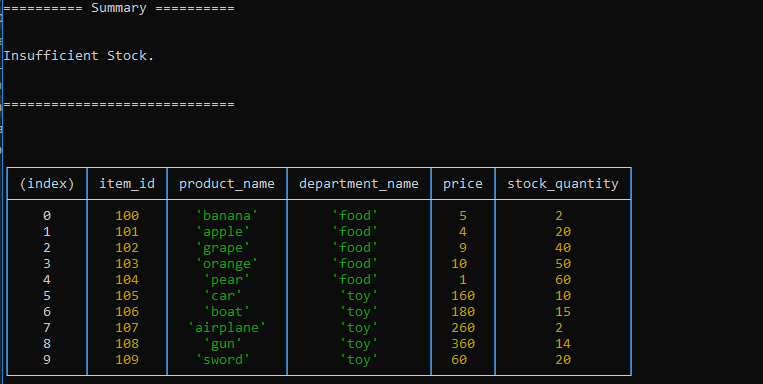 ========== Summary ==========
Insufficient Stock.
=============================
(index) item_id product_name department_name price stock_quantity
0 100 'banana' 'food' 5 2
1 101 'apple' 'food' 4 20
2 102 'grape' 'food' 9 40
3 103 'orange' 'food' 10 50
4 104 'pear' 'food' 1 60
5 105 'car' 'toy' 160 10
6 106 'boat' 'toy' 180 15
7 107 'airplane' 'toy' 260 2
8 108 'gun' 'toy' 360 14
9 109 'sword' 'toy' 60 20